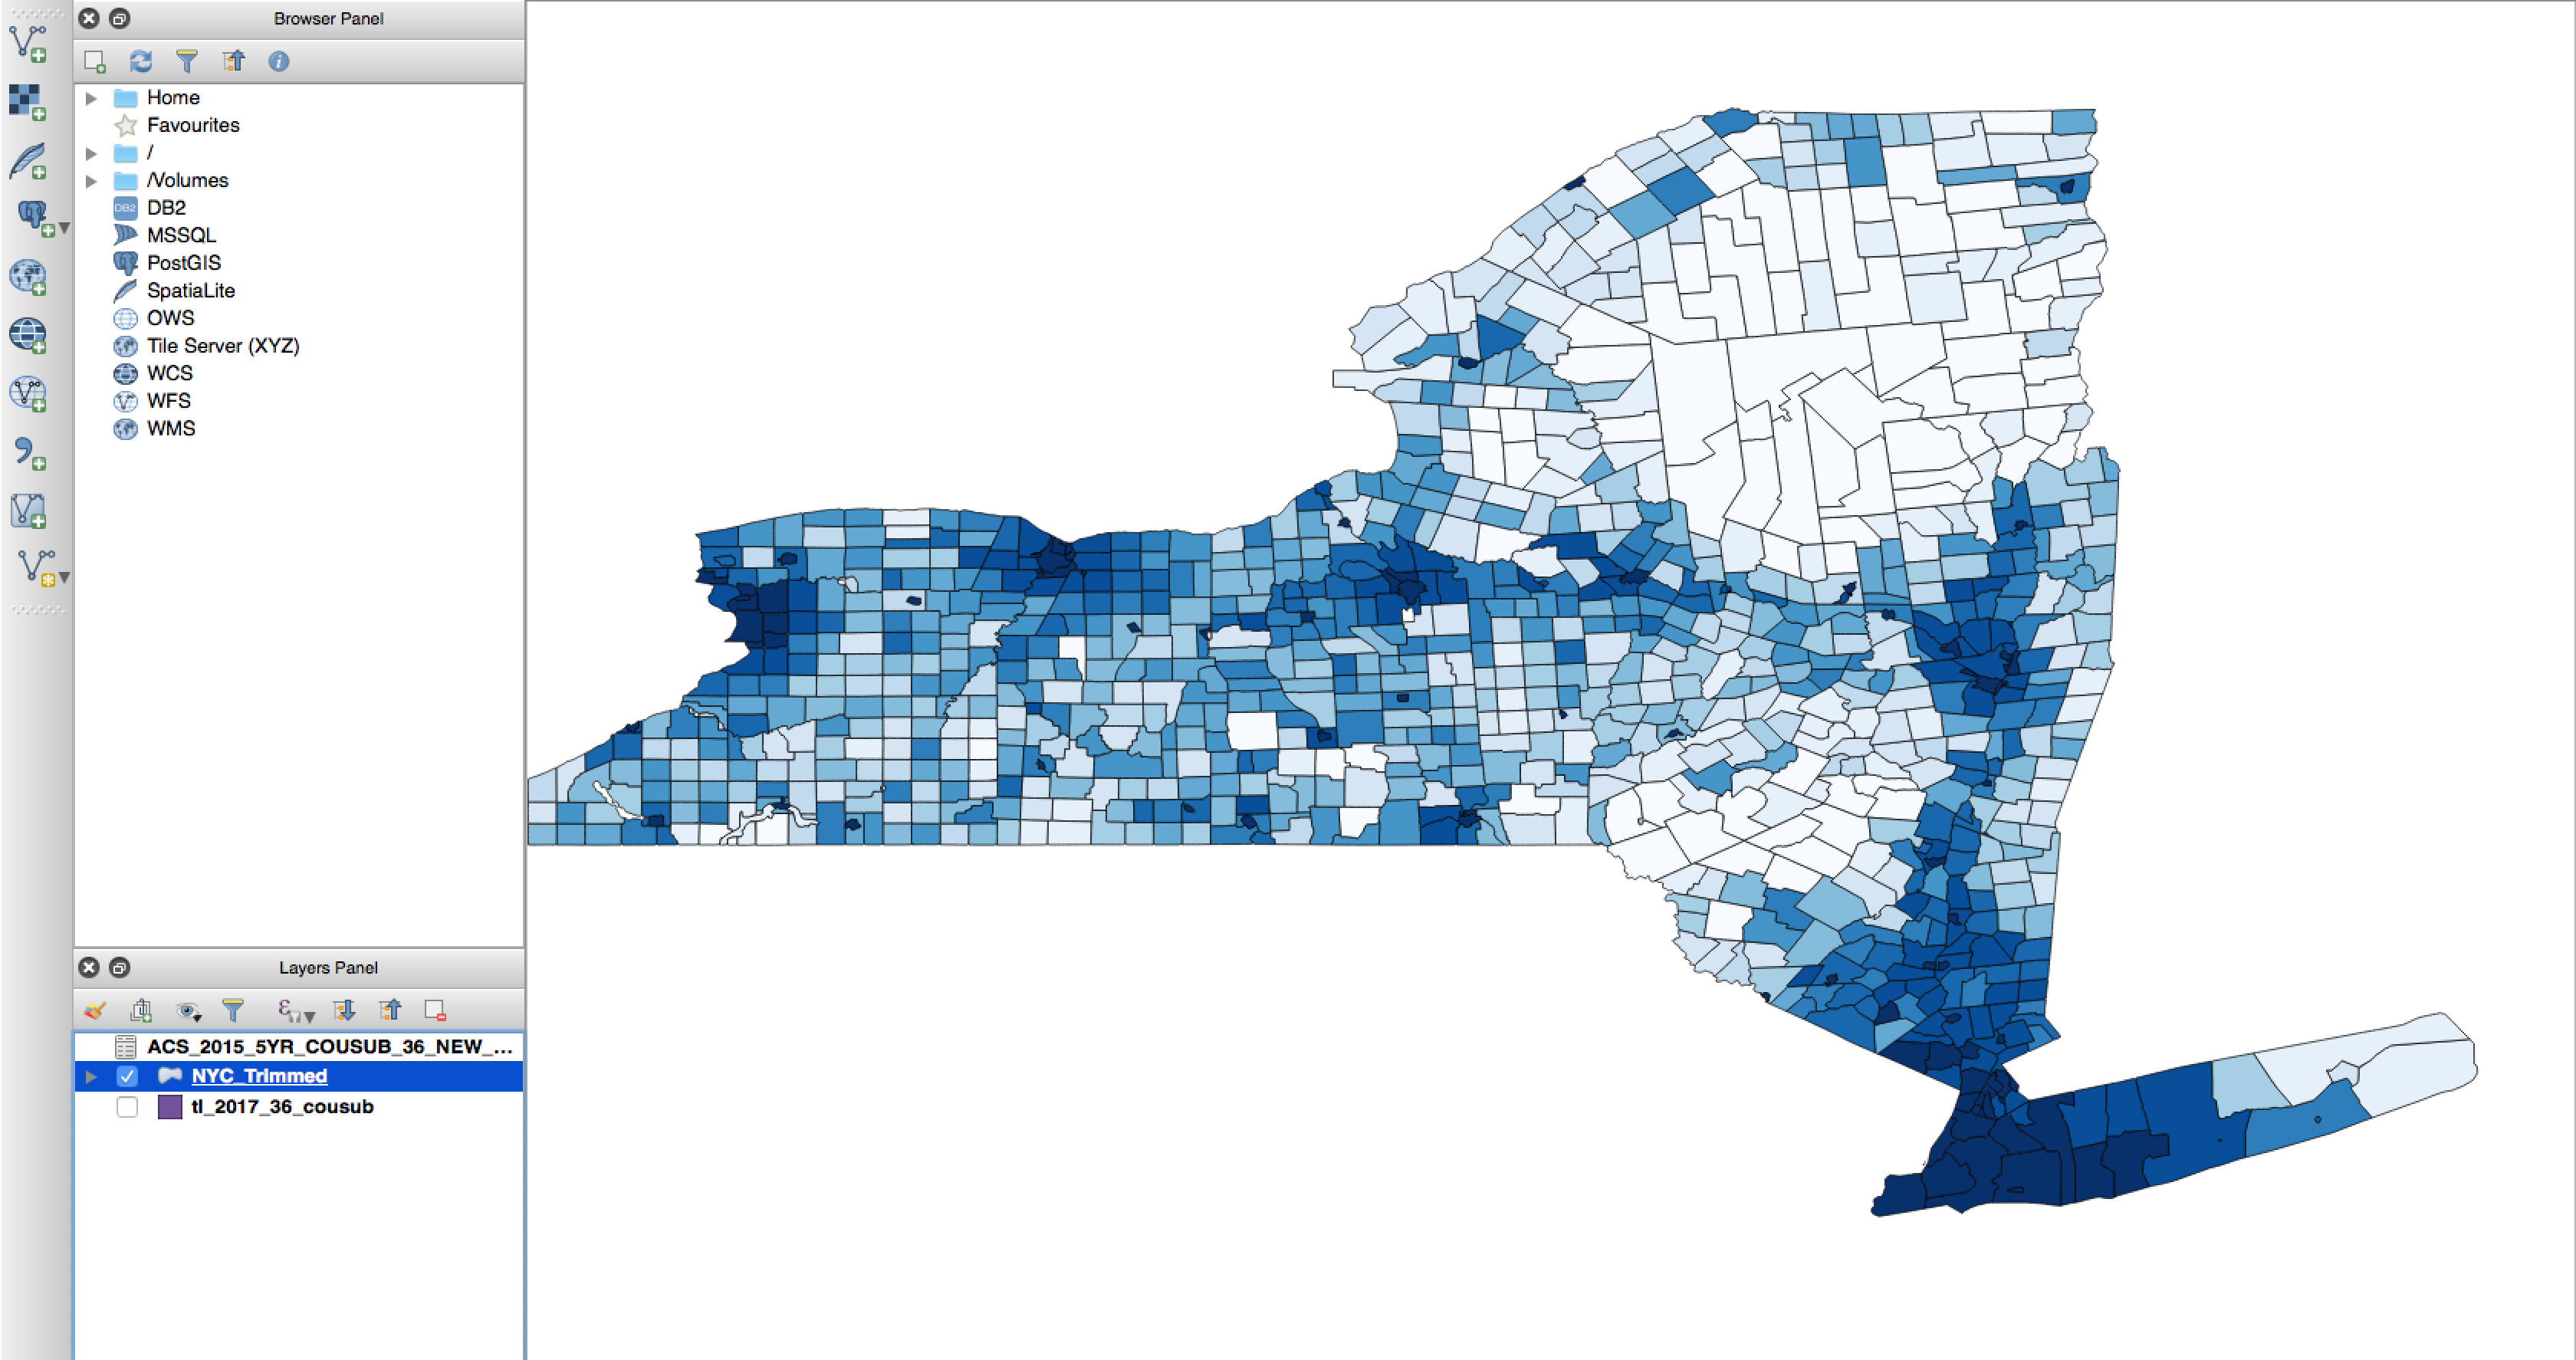 Browser Panel
Home
Favourites
/
/Volumes
DB2
DB2
MSSQL
PostGIS
SpatiaLite
OWS
Tile Server (XYZ)
WCS
WFS
WMS
Layers Panel
ACS_2015_5YR_COUSUB_36_NEW_...
NYC_Trimmed
tl_2017_36_cousub